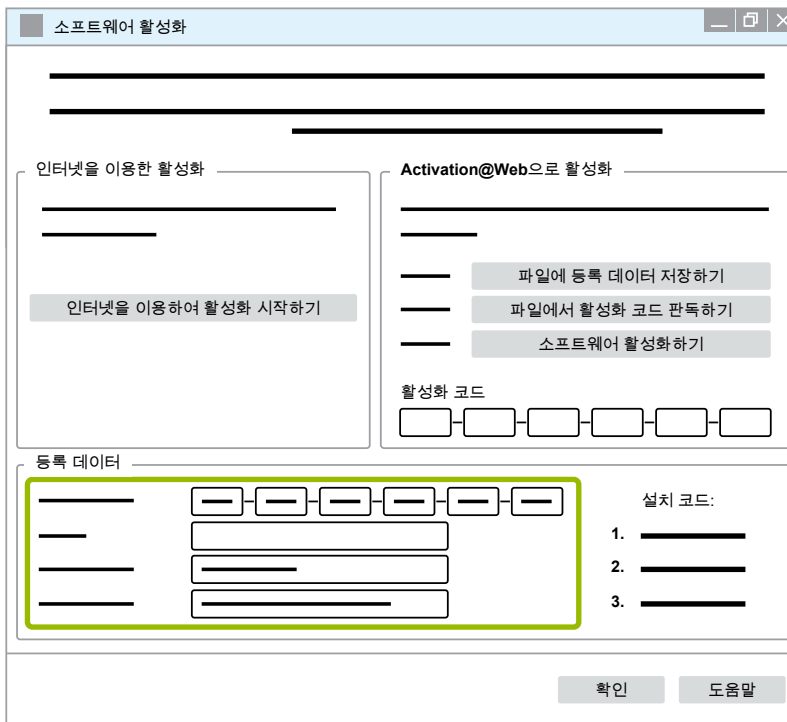 소프트웨어 활성화
인터넷을 이용한 활성화
인터넷을 이용하여 활성화 시작하기
Activation@Web으로 활성화
파일에 등록 데이터 저장하기
파일에서 활성화 코드 판독하기
소프트웨어 활성화하기
활성화 코드
등록 데이터
설치 코드:
1.
2.
3.
확인
도움말